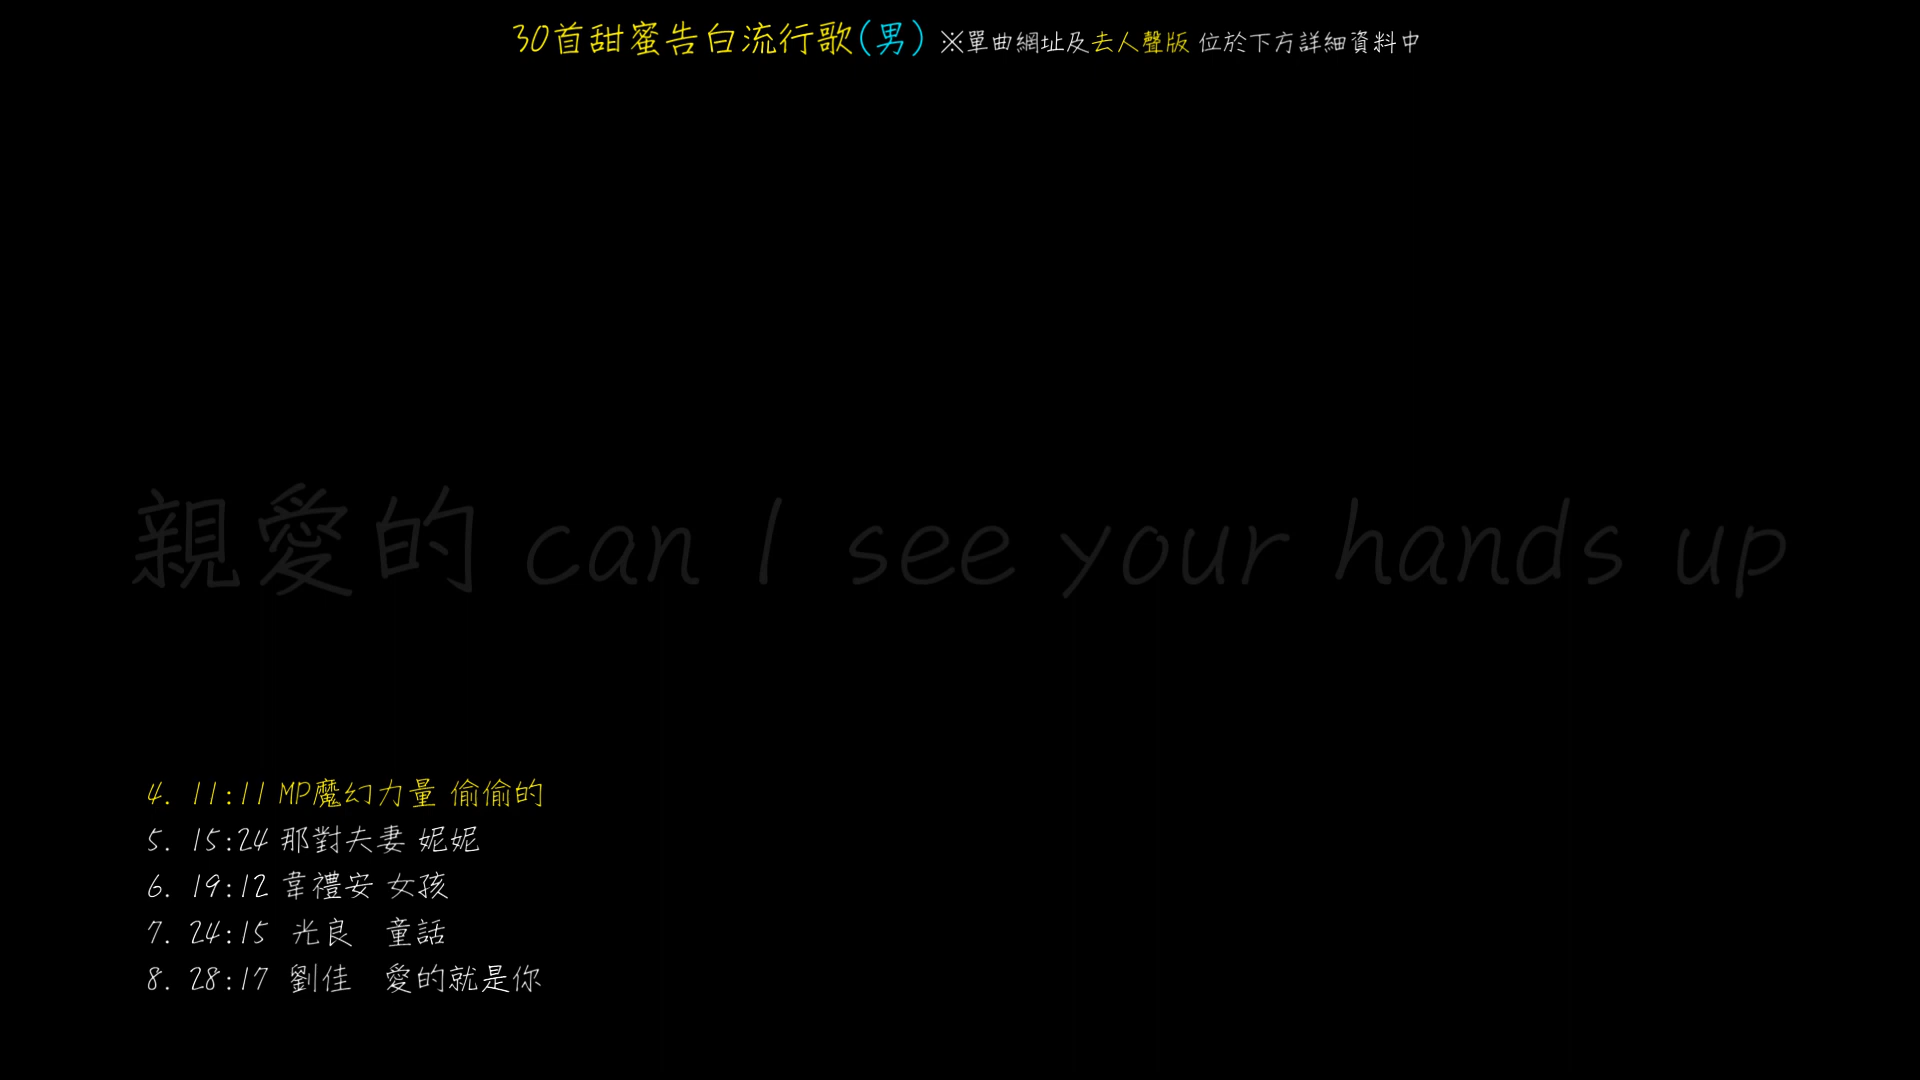 30首甜蜜告白流行歌(男) ※單曲網址及去人聲版 位於下方詳細資料中
親愛的 can I see your hands up
4. 11:11 MP魔幻力量 偷偷的
5. 15:24 那對夫妻 妮妮
6. 19:12 韋禮安 女孩
7. 24:15 光良 童話
8. 28:17 劉佳 愛的就是你